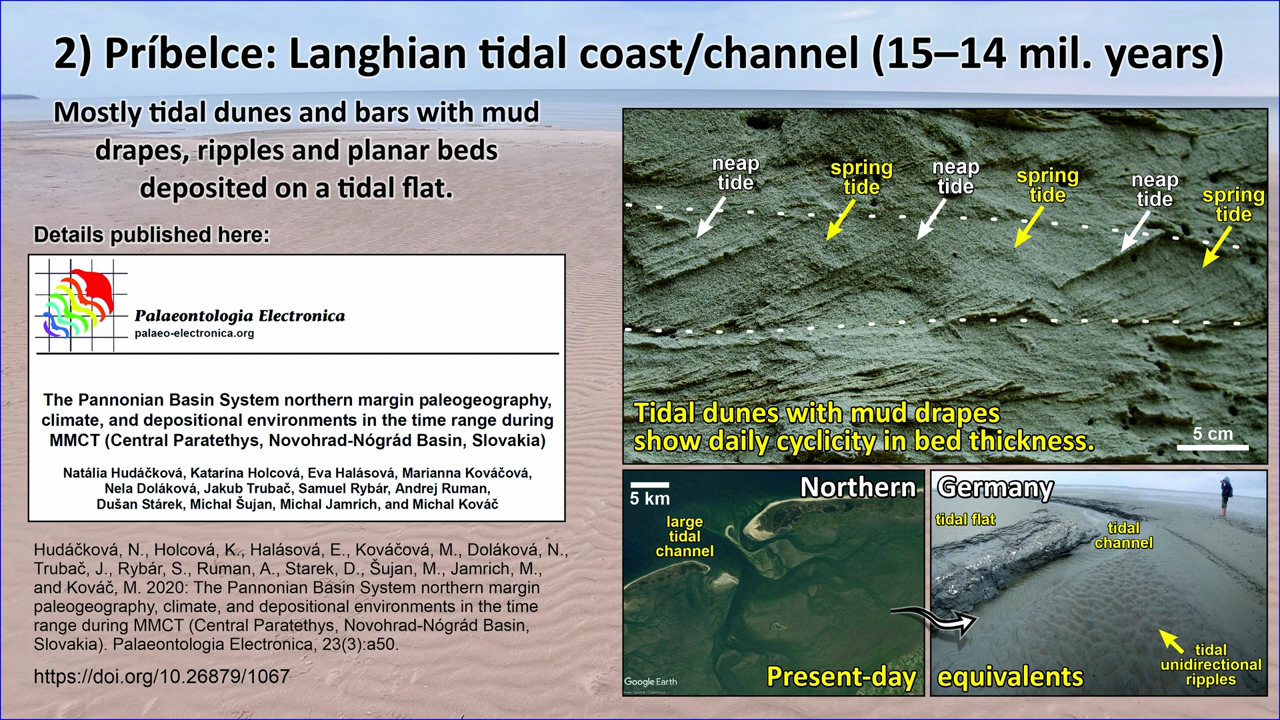 2) Príbelce: Langhian tidal coast/channel (15–14 mil. years)
Mostly tidal dunes and bars with mud
drapes, ripples and planar beds
deposited on a tidal flat.
Details published here:
Palaeontologia Electronica
palaeo-electronica.org
The Pannonian Basin System northern margin paleogeography,
climate, and depositional environments in the time range during
MMCT (Central Paratethys, Novohrad-Nógrád Basin, Slovakia)
Natália Hudáčková, Katarína Holcová, Eva Halásová, Marianna Kováčová,
Nela Doláková, Jakub Trubač, Samuel Rybár, Andrej Ruman,
Dušan Stárek, Michal Šujan, Michal Jamrich, and Michal Kováč
Hudáčková, N., Holcová, K., Halásová, E., Kováčová, M., Doláková, N.,
Trubač, J., Rybár, S., Ruman, A., Starek, D., Šujan, M., Jamrich, M.,
and Kováč, M. 2020: The Pannonian Basin System northern margin
paleogeography, climate, and depositional environments in the time
range during MMCT (Central Paratethys, Novohrad-Nógrád Basin,
Slovakia). Palaeontologia Electronica, 23(3):a50.
https://doi.org/10.26879/1067
neap
tide
spring
tide
neap
tide
spring
tide
neap
tide
spring
tide
Tidal dunes with mud drapes
show daily cyclicity in bed thickness.
5 cm
5 km
Northern
large
tidal
channel
Google Earth
Present-day
Germany
tidal flat
tidal
channel
tidal
unidirectional
ripples
equivalents